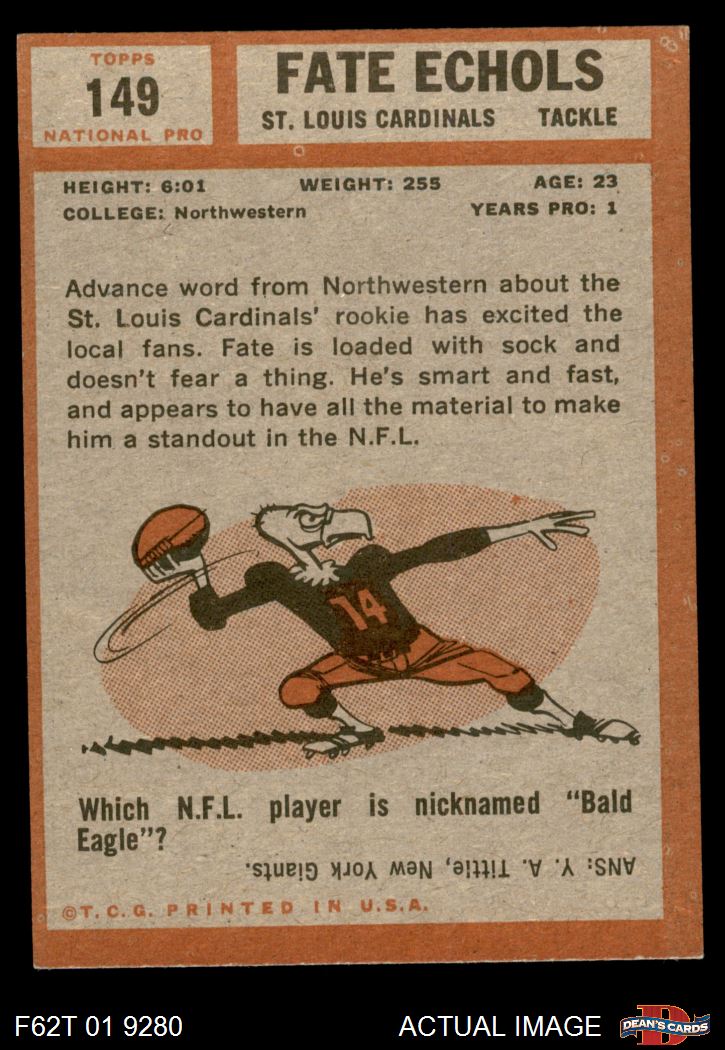 TOPPS
149
NATIONAL PRO
FATE ECHOLS
ST. LOUIS CARDINALS TACKLE
HEIGHT: 6:01 WEIGHT: 255 AGE: 23
COLLEGE: Northwestern YEARS PRO: 1
Advance word from Northwestern about the
St. Louis Cardinals' rookie has excited the
local fans. Fate is loaded with sock and
doesn't fear a thing. He's smart and fast,
and appears to have all the material to make
him a standout in the N.F.L.
14
Which N.F.L. player is nicknamed "Bald
Eagle"?
ANS: Y. A. Tittle, New York Giants.
©T.C.G. PRINTED IN U.S.A.
F62T 01 9280 ACTUAL IMAGE
D
DEAN'S CARDS